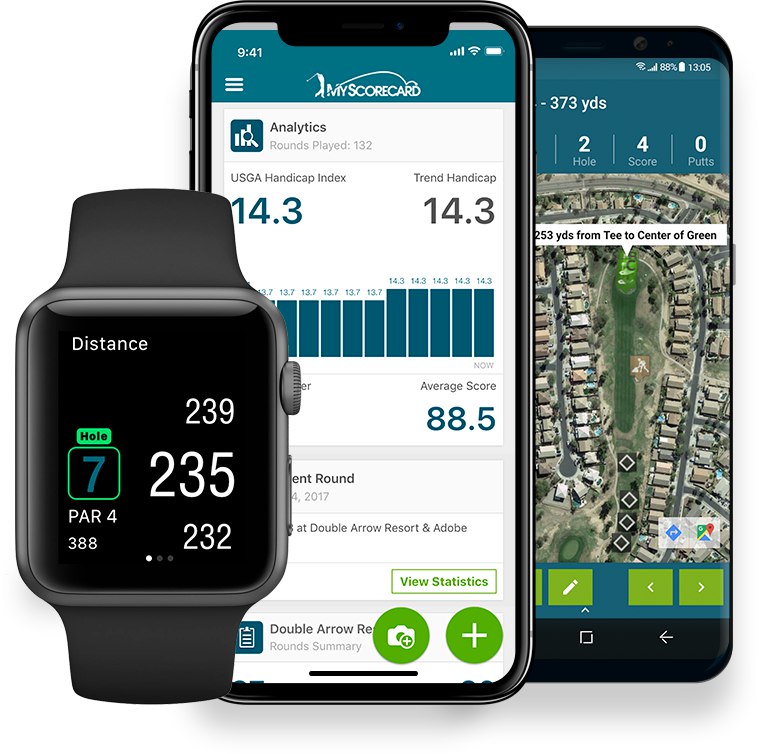 Distance
239
Hole
7
235
PAR 4
388
232
9:41
MYSCORECARD
Analytics
Rounds Played: 132
USGA Handicap Index
Trend Handicap
14.3
14.3
13.7 13.7 13.7 13.7 13.7 14.3 14.3 14.3 14.3 14.3
NOW
Average Score
88.5
ent Round
4, 2017
at Double Arrow Resort & Adobe
View Statistics
Double Arrow Re
Rounds Summary
88% 13:05
- 373 yds
2
4
0
Hole
Score
Putts
253 yds from Tee to Center of Green